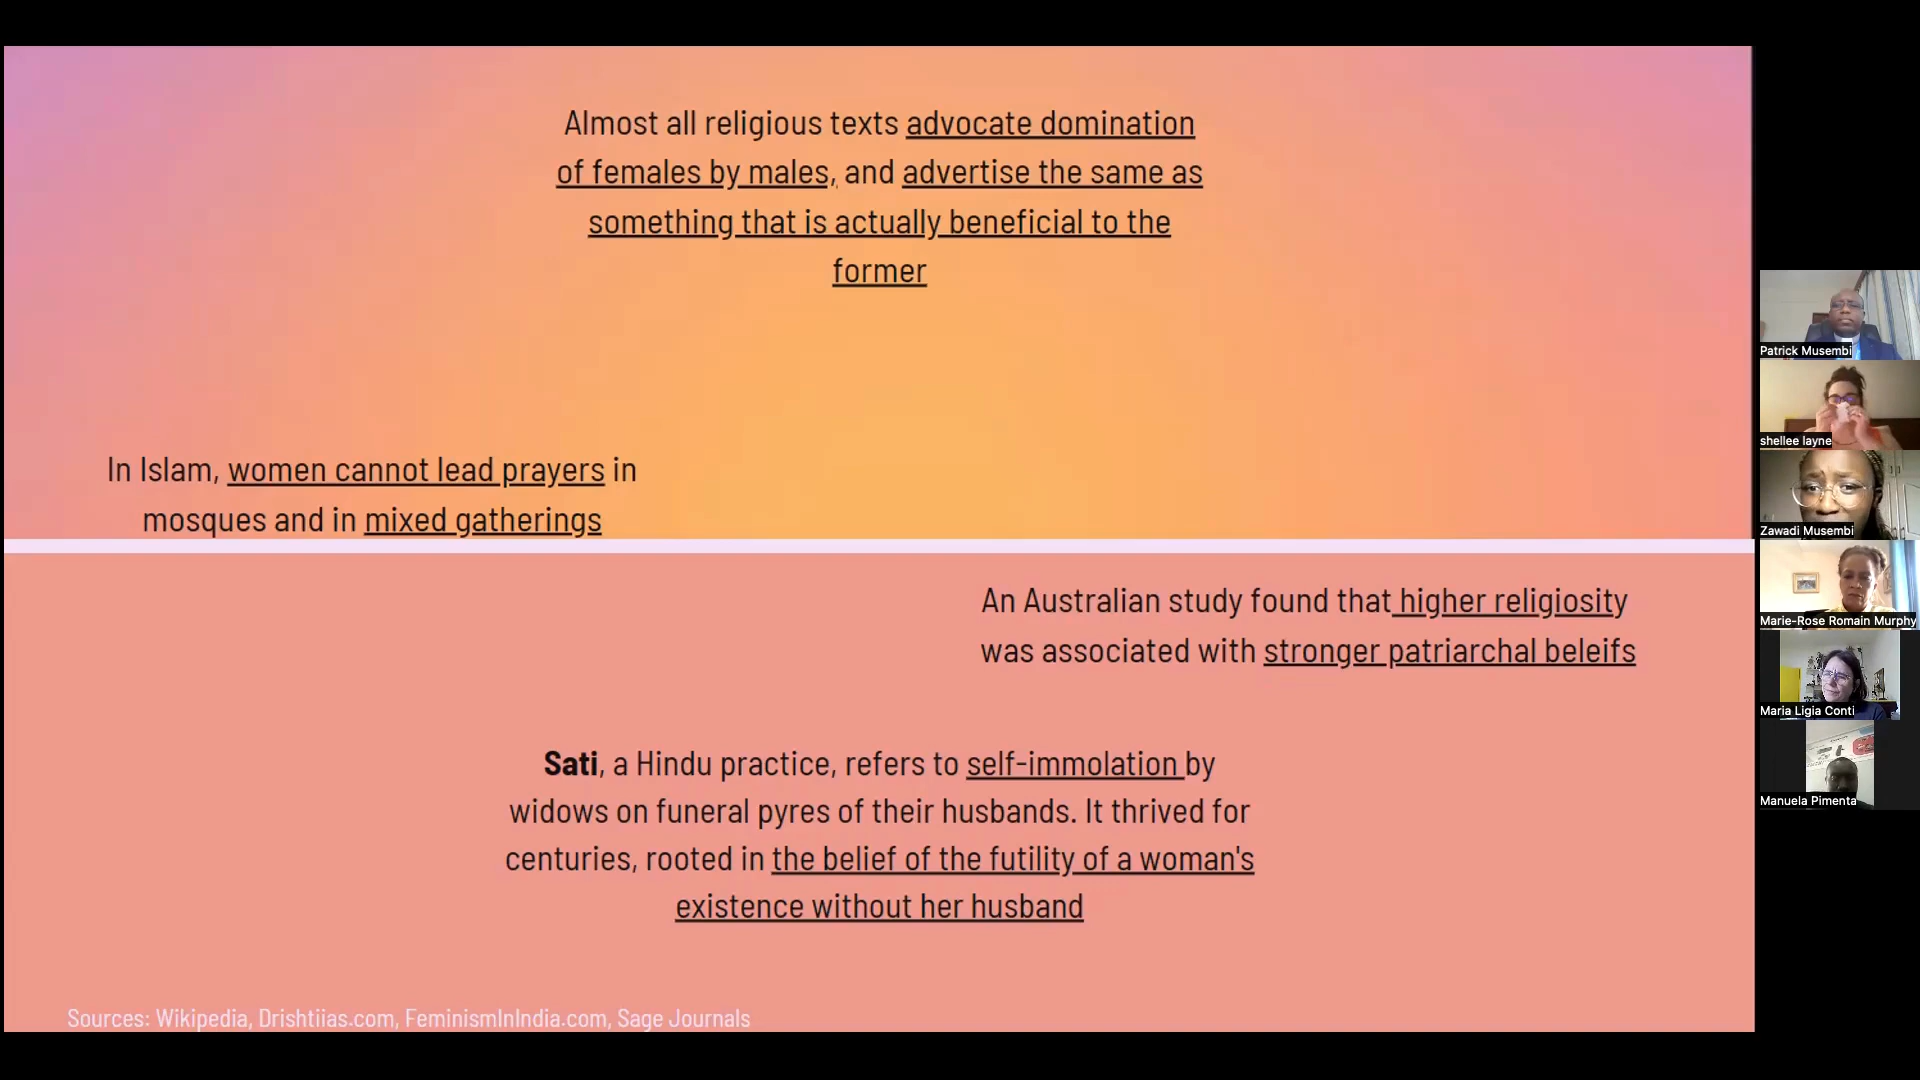 Almost all religious texts advocate domination
of females by males, and advertise the same as
something that is actually beneficial to the
former
In Islam, women cannot lead prayers in
mosques and in mixed gatherings
An Australian study found that higher religiosity
was associated with stronger patriarchal beleifs
Sati, a Hindu practice, refers to self-immolation by
widows on funeral pyres of their husbands. It thrived for
centuries, rooted in the belief of the futility of a woman's
existence without her husband
Sources: Wikipedia, Drishtiias.com, FeminismInIndia.com, Sage Journals
Patrick Musembi
shellee layne
Zawadi Musembi
Marie-Rose Romain Murphy
Maria Ligia Conti
Manuela Pimenta